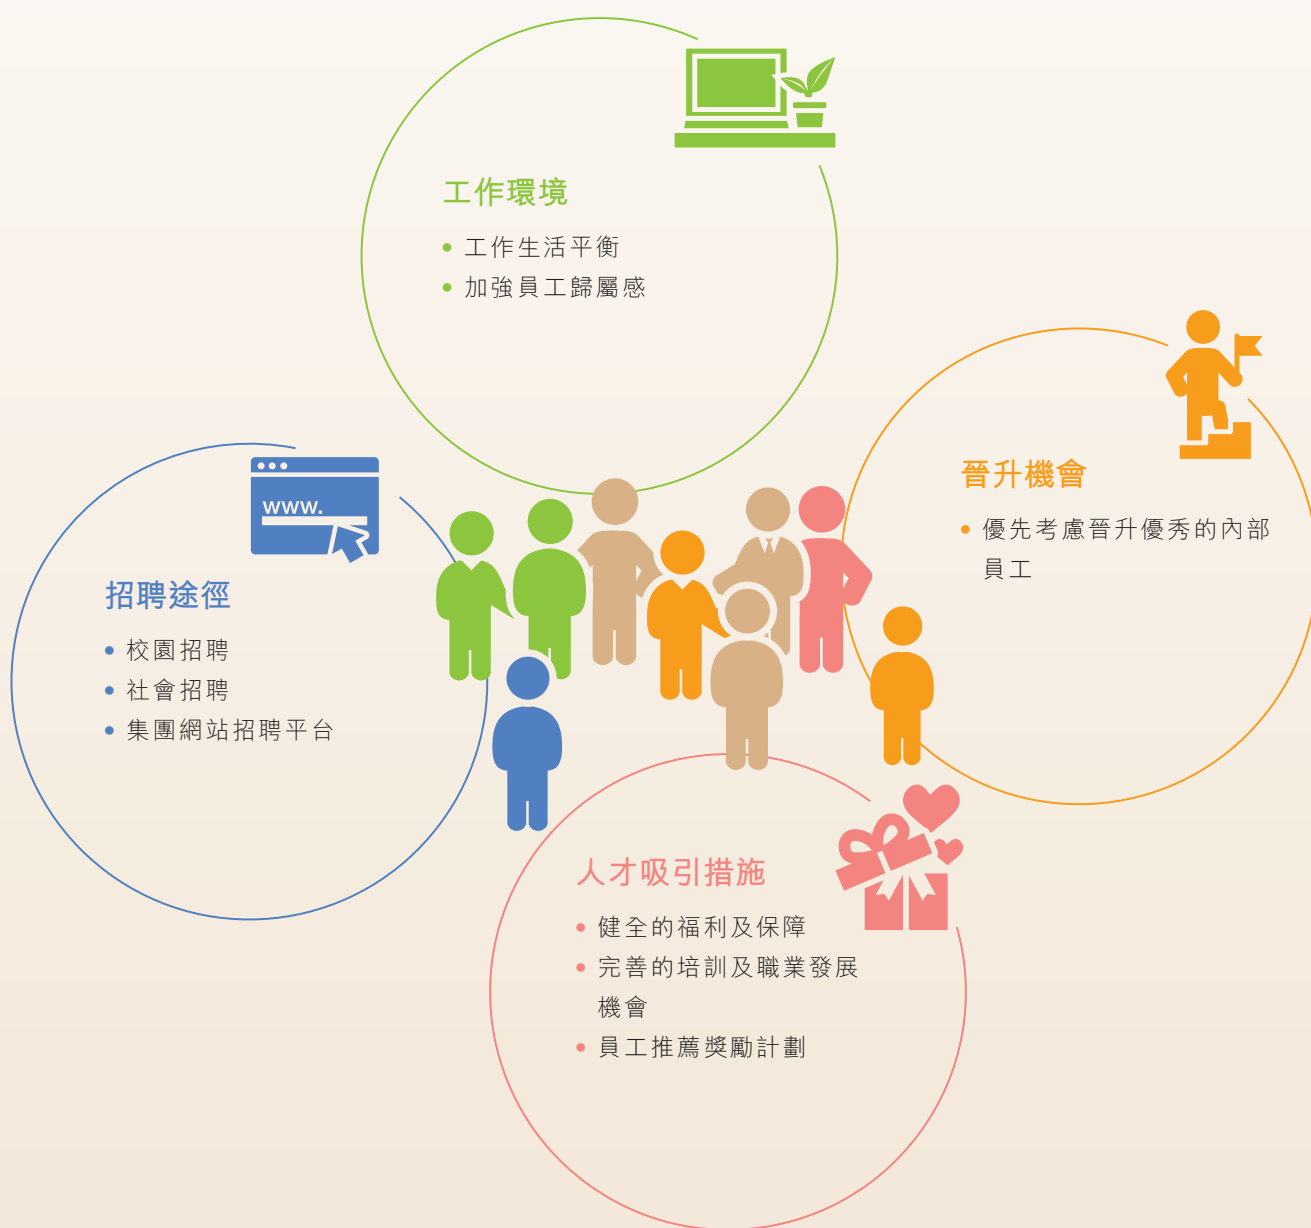 工作環境
工作生活平衡
加強員工歸屬感
晉升機會
優先考慮晉升優秀的內部
員工
www.
招聘途徑
校園招聘
社會招聘
集團網站招聘平台
人才吸引措施
健全的福利及保障
完善的培訓及職業發展
機會
員工推薦獎勵計劃